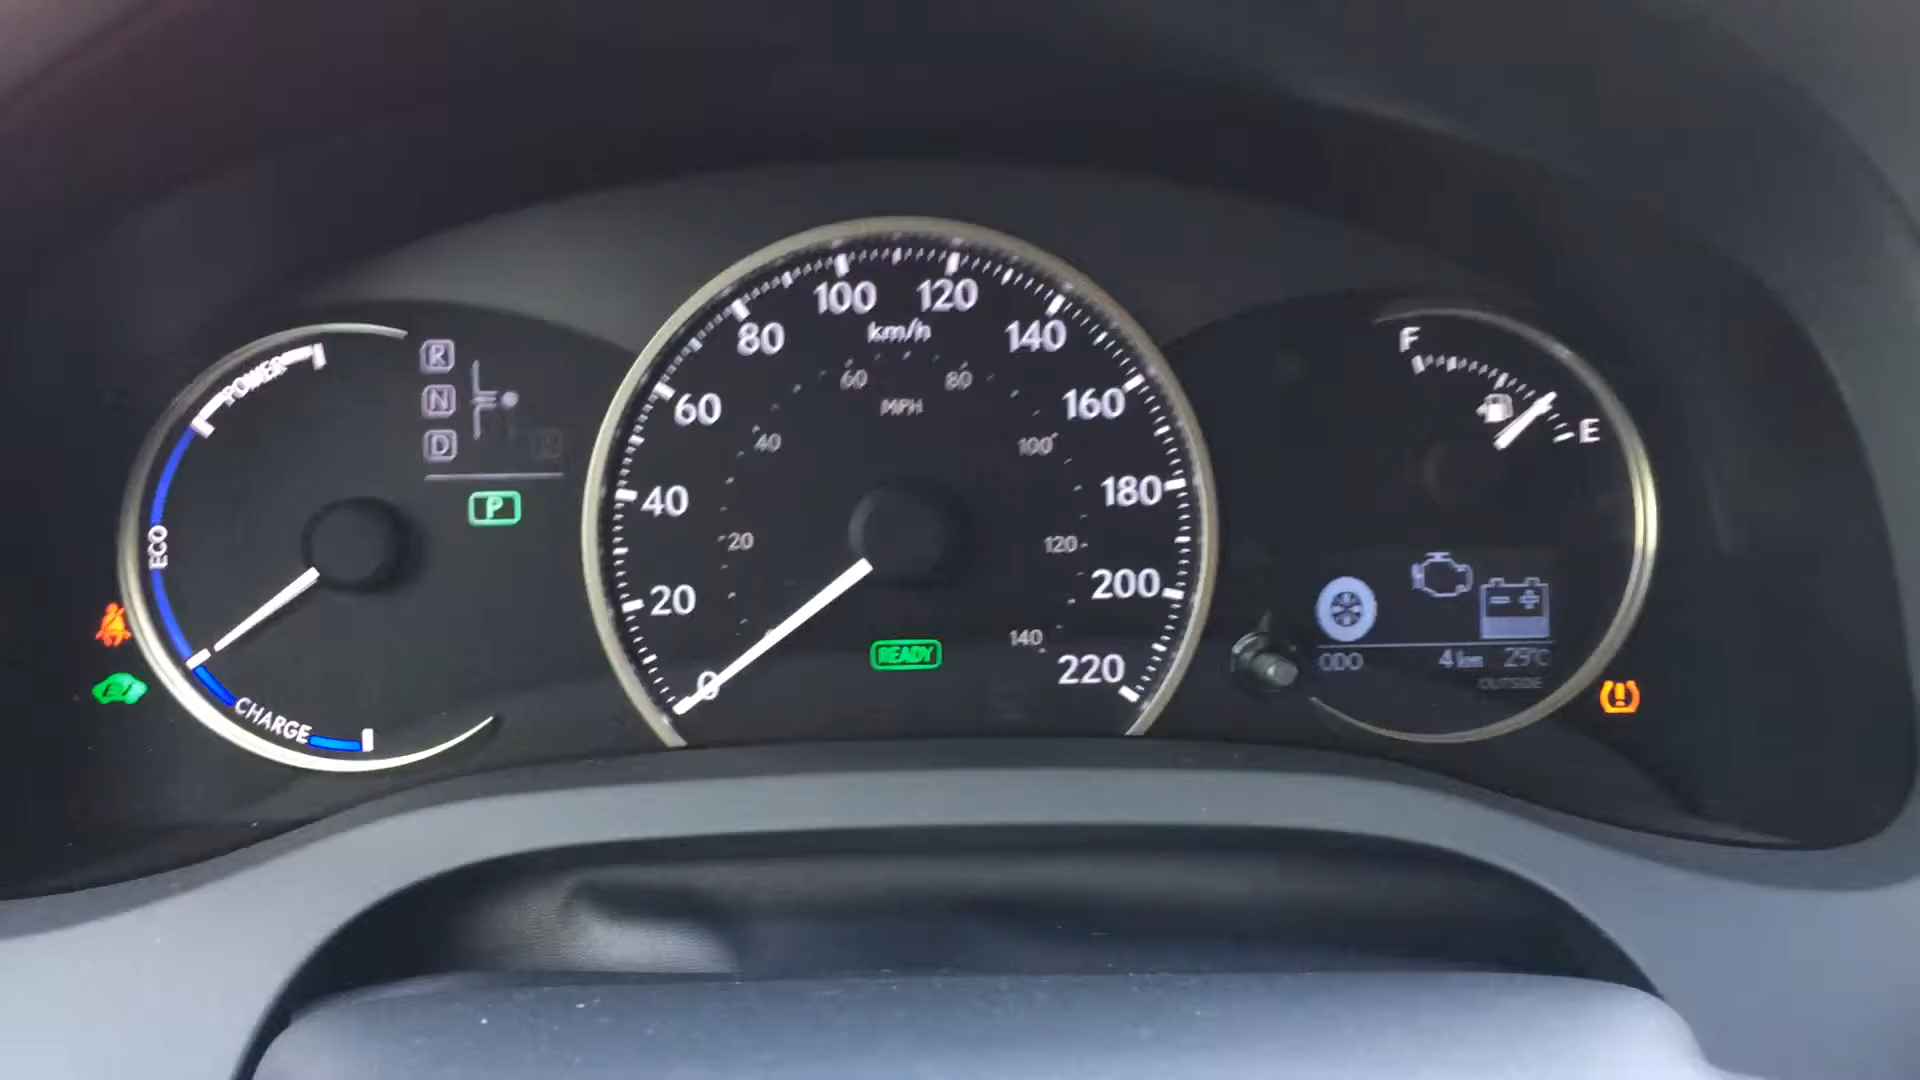 POWER
ECO
CHARGE
R
N
D
P
100 120
80 km/h 140
60 80
60 MPH 160
40 100
40 180
20 120
20 200
0 READY 140 220
F
E
ODO 4 km 29°C
OUTSIDE
EV